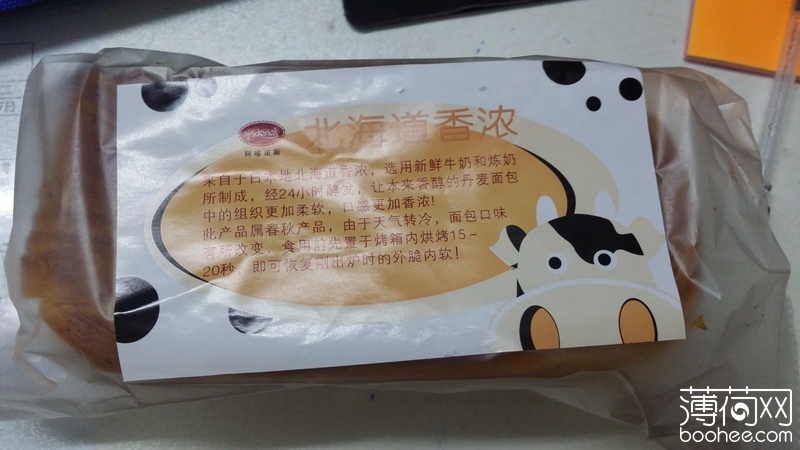 北海道香浓
来自于日本地北海道香浓，选用新鲜牛奶和炼奶
所制成，经24小时酵发，让本来香醇的丹麦面包
中的组织更加柔软，口感更加香浓!
此产品属春秋产品，由于天气转冷，面包口味
有所改变，食用前先置于烤箱内烘烤15-
20秒，即可恢复刚出炉时的外脆内软!
薄荷网
boohee.com